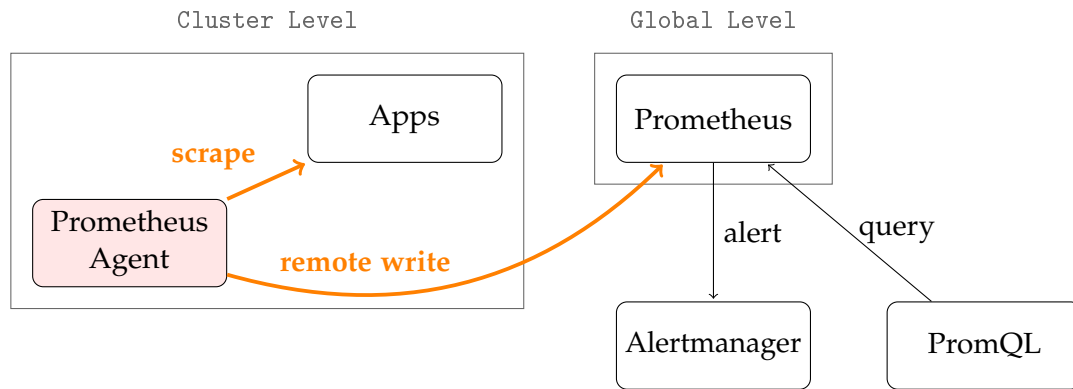 Cluster Level
Global Level
Apps
Prometheus
scrape
Prometheus
Agent
remote write
alert
query
Alertmanager
PromQL